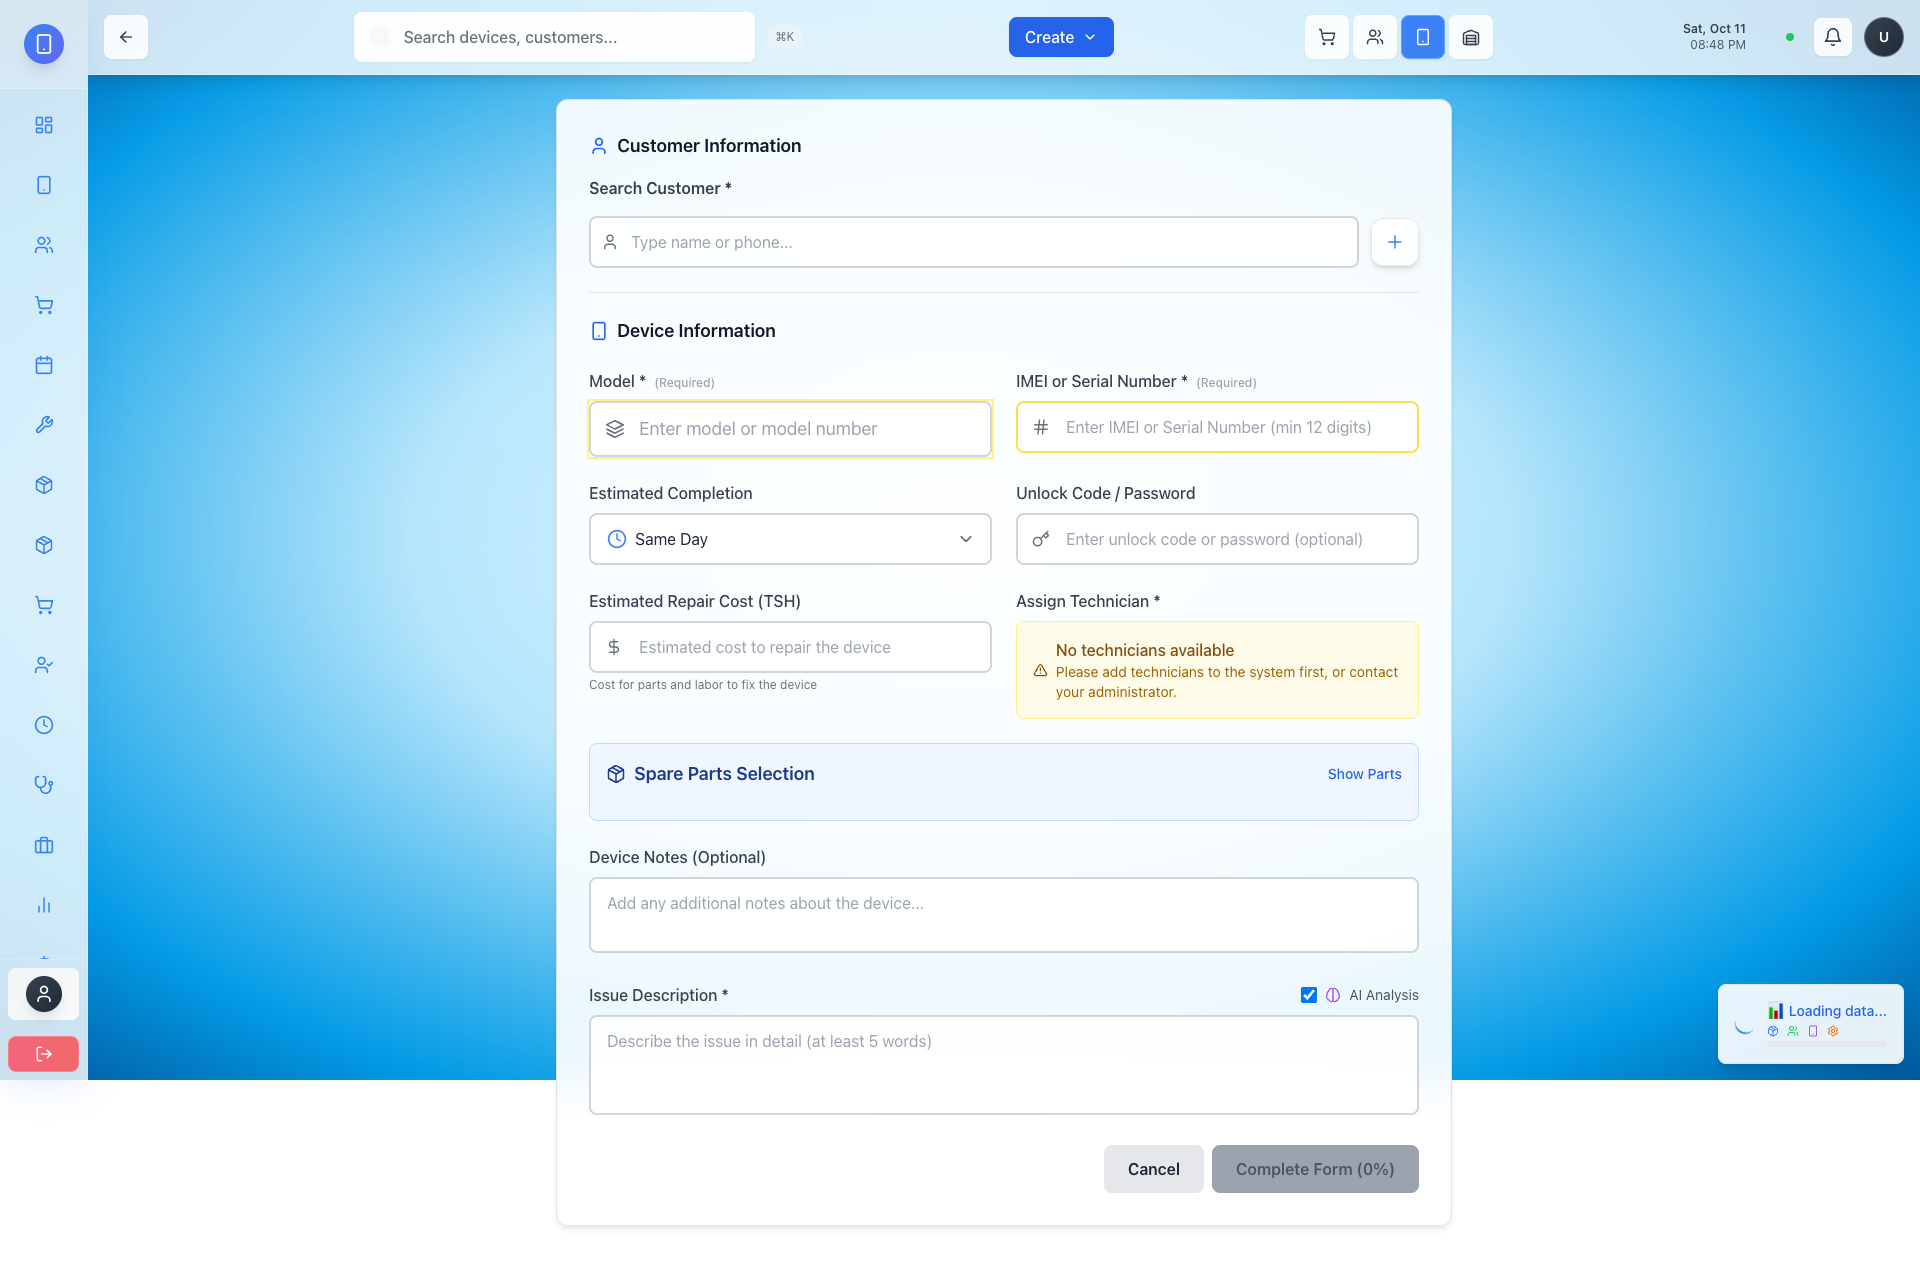 Search devices, customers...
⌘K
Create
Sat, Oct 11
08:48 PM
U
Customer Information
Search Customer *
Type name or phone...
Device Information
Model * (Required)
IMEI or Serial Number * (Required)
Enter model or model number
Enter IMEI or Serial Number (min 12 digits)
Estimated Completion
Unlock Code / Password
Same Day
Enter unlock code or password (optional)
Estimated Repair Cost (TSH)
Assign Technician *
Estimated cost to repair the device
Cost for parts and labor to fix the device
No technicians available
Please add technicians to the system first, or contact
your administrator.
Spare Parts Selection
Show Parts
Device Notes (Optional)
Add any additional notes about the device...
Issue Description *
AI Analysis
Describe the issue in detail (at least 5 words)
Loading data...
Cancel
Complete Form (0%)